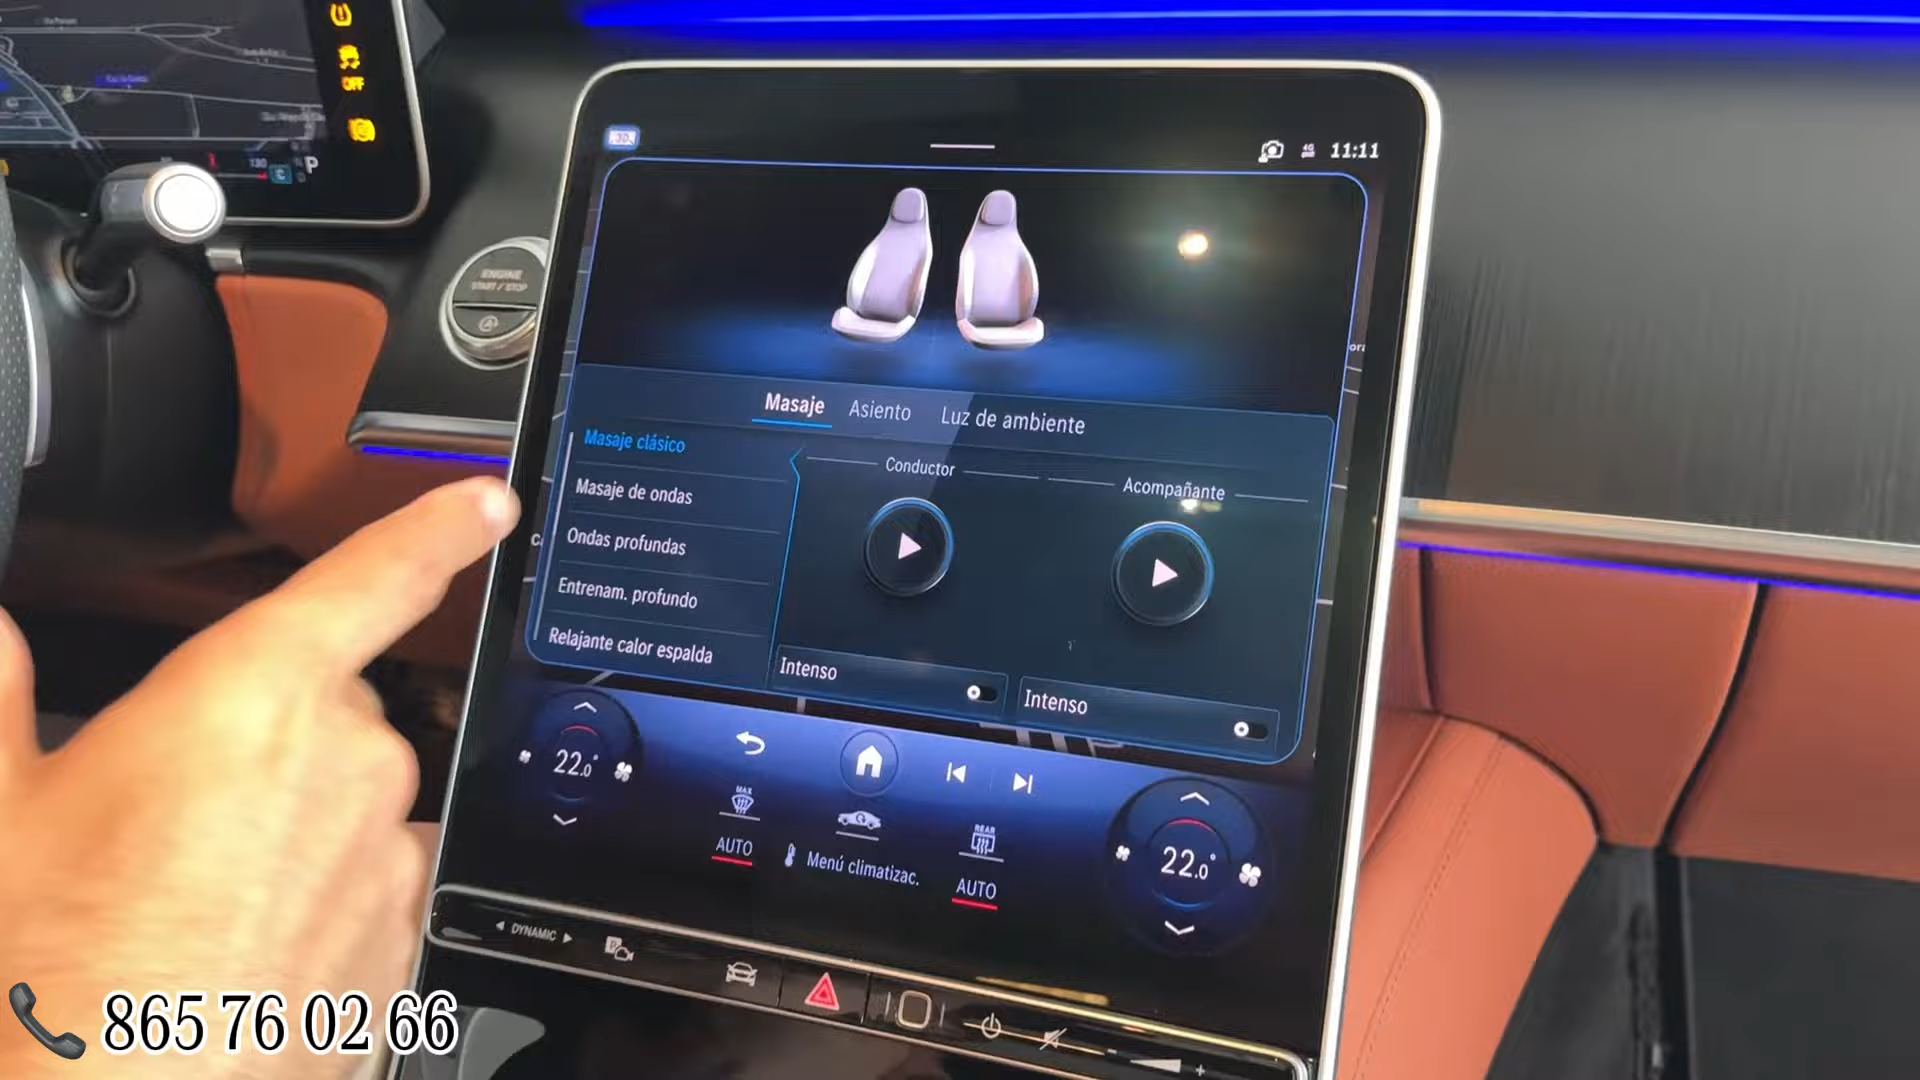 OFF
130
P
ENGINE
START / STOP
4G
11:11
Masaje
Asiento
Luz de ambiente
Masaje clásico
Masaje de ondas
Ondas profundas
Entrenam. profundo
Relajante calor espalda
Conductor
Acompañante
Intenso
Intenso
22.0°
MAX
AUTO
Menú climatizac.
REAR
AUTO
22.0°
DYNAMIC
865 76 02 66